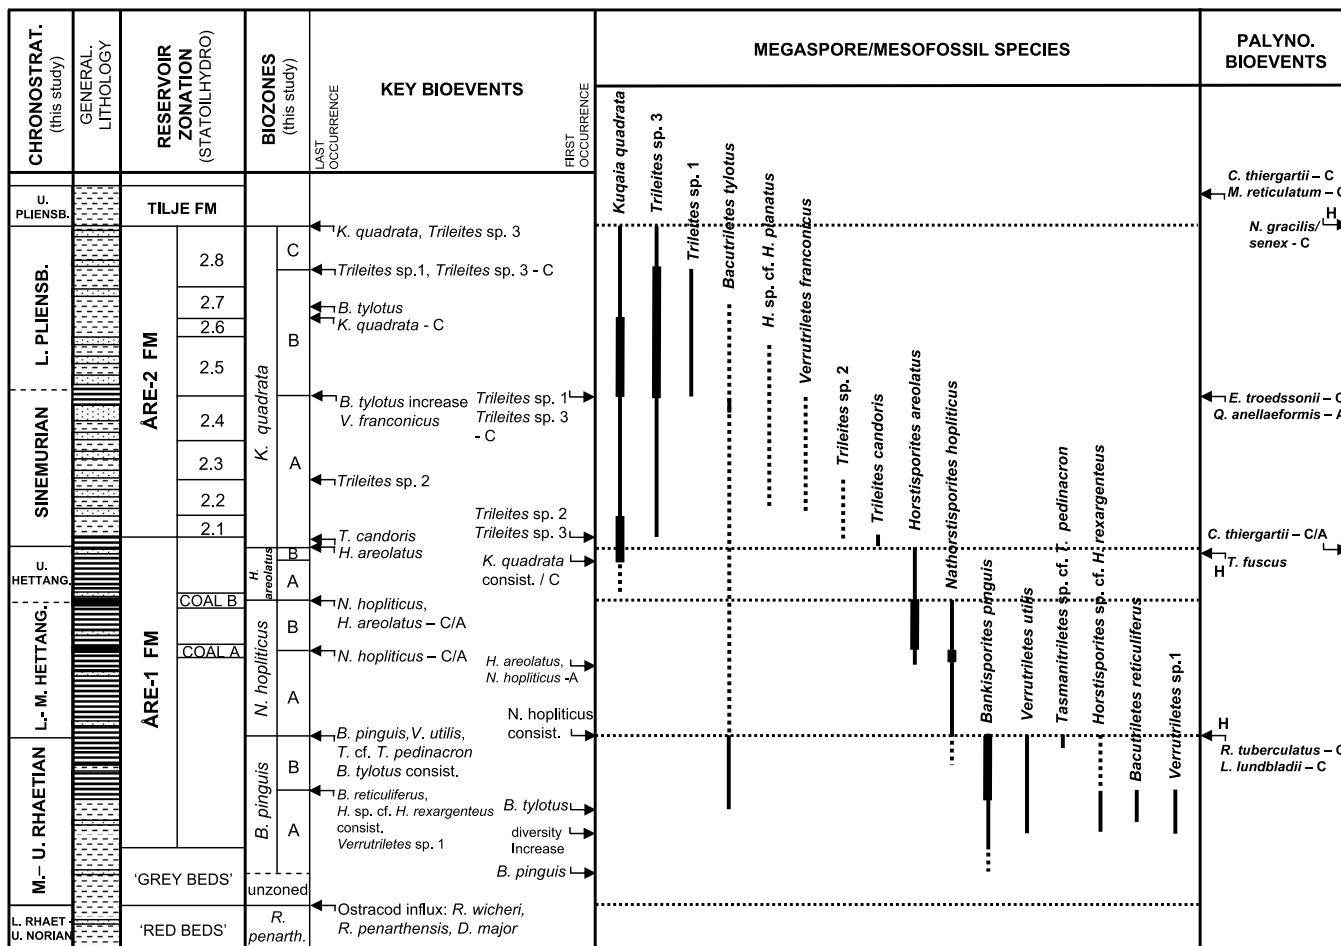 CHRONOSTRAT.
(this study)
GENERAL.
LITHOLOGY
RESERVOIR
ZONATION
(STATOILHYDRO)
BIOZONES
(this study)
LAST
OCCURRENCE
KEY BIOEVENTS
FIRST
OCCURRENCE
MEGASPORE/MESOFOSSIL SPECIES
PALYNO.
BIOEVENTS
U.
PLIENSB.
L. PLIENSB.
SINEMURIAN
U.
HETTANG.
L.- M. HETTANG.
M.– U. RHAETIAN
L. RHAET -
U. NORIAN
TILJE FM
ÅRE-2 FM
2.8
2.7
2.6
2.5
2.4
2.3
2.2
2.1
ÅRE-1 FM
COAL B
COAL A
'GREY BEDS'
'RED BEDS'
K. quadrata
C
B
A
H.
areolatus
B
A
N. hopliticus
B
A
B. pinguis
B
A
unzoned
R.
penarth.
K. quadrata, Trileites sp. 3
Trileites sp.1, Trileites sp. 3 - C
B. tylotus
K. quadrata - C
B. tylotus increase
V. franconicus
Trileites sp. 1
Trileites sp. 3
- C
Trileites sp. 2
Trileites sp. 2
Trileites sp. 3
T. candoris
H. areolatus
K. quadrata
consist. / C
N. hopliticus,
H. areolatus – C/A
N. hopliticus – C/A
H. areolatus,
N. hopliticus -A
N. hopliticus
consist.
B. pinguis, V. utilis,
T. cf. T. pedinacron
B. tylotus consist.
B. reticuliferus,
H. sp. cf. H. rexargenteus
consist.
Verrutriletes sp. 1
B. tylotus
diversity
Increase
B. pinguis
Ostracod influx: R. wicheri,
R. penarthensis, D. major
Kuqaia quadrata
Trileites sp. 3
Trileites sp. 1
Bacutriletes tylotus
H. sp. cf. H. planatus
Verrutriletes franconicus
Trileites sp. 2
Trileites candoris
Horstisporites areolatus
Nathorstisporites hopliticus
Bankisporites pinguis
Verrutriletes utilis
Tasmanitriletes sp. cf. T. pedinacron
Horstisporites sp. cf. H. rexargenteus
Bacutriletes reticuliferus
Verrutriletes sp.1
C. thiergartii – C
M. reticulatum – C
H
N. gracilis/
senex - C
E. troedssonii – C
Q. anellaeformis – A
C. thiergartii – C/A
T. fuscus
H
H
R. tuberculatus – C
L. lundbladii – C